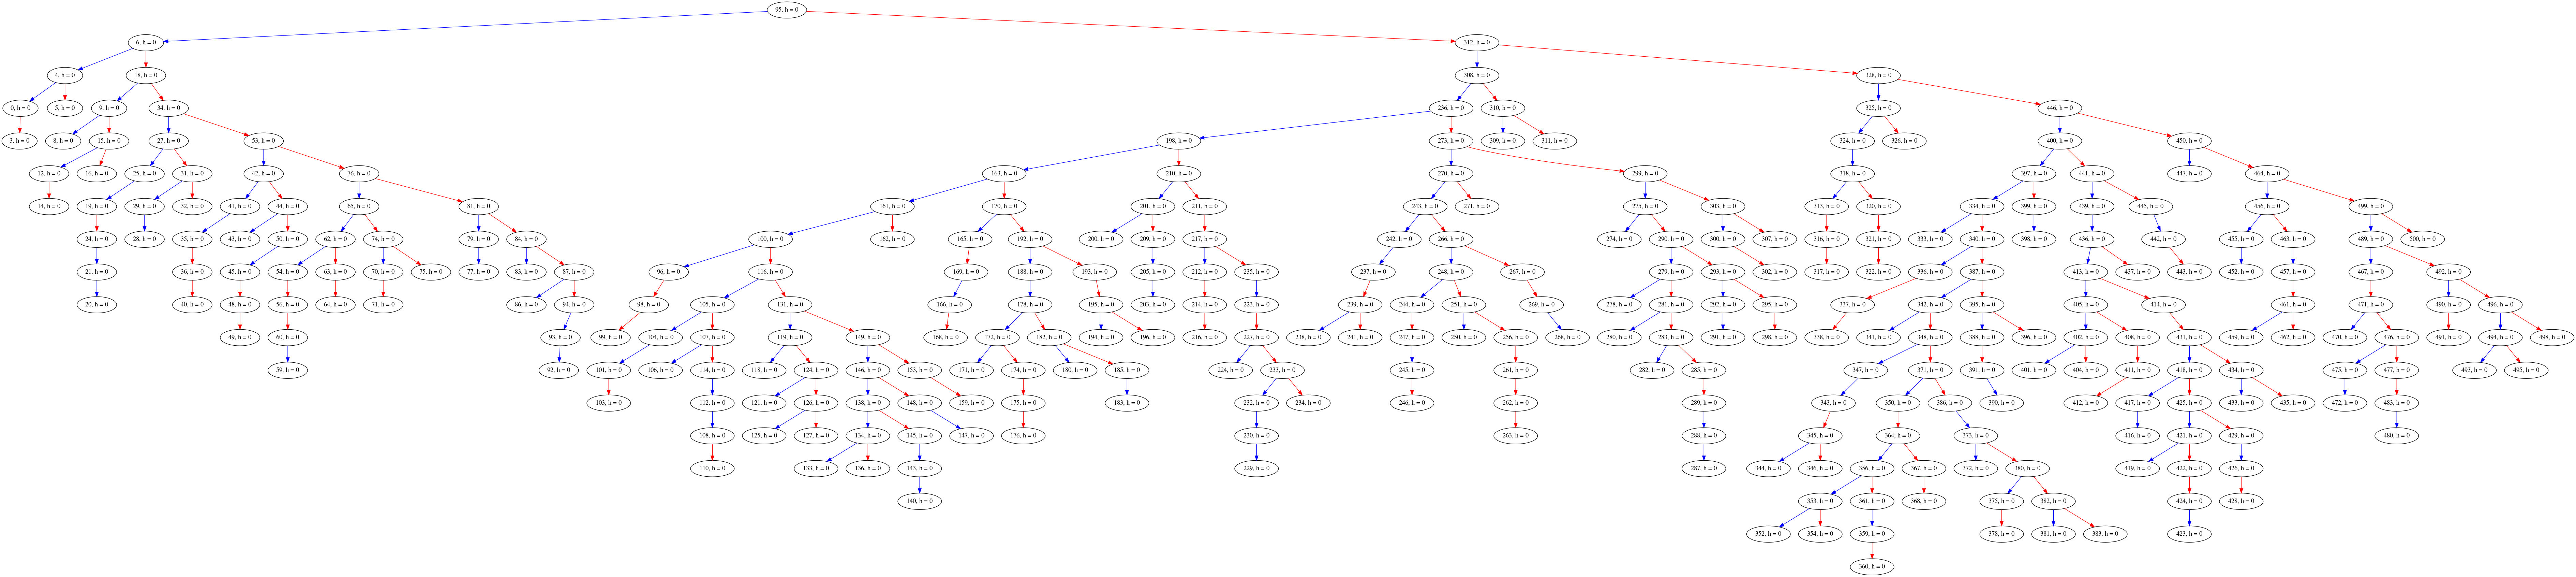 95, h = 0
6, h = 0
312, h = 0
4, h = 0
18, h = 0
308, h = 0
328, h = 0
0, h = 0
5, h = 0
9, h = 0
34, h = 0
236, h = 0
310, h = 0
325, h = 0
446, h = 0
3, h = 0
8, h = 0
15, h = 0
27, h = 0
53, h = 0
198, h = 0
273, h = 0
309, h = 0
311, h = 0
324, h = 0
326, h = 0
400, h = 0
450, h = 0
12, h = 0
16, h = 0
25, h = 0
31, h = 0
42, h = 0
76, h = 0
163, h = 0
210, h = 0
270, h = 0
299, h = 0
318, h = 0
397, h = 0
441, h = 0
447, h = 0
464, h = 0
14, h = 0
19, h = 0
29, h = 0
32, h = 0
41, h = 0
44, h = 0
65, h = 0
81, h = 0
161, h = 0
170, h = 0
201, h = 0
211, h = 0
243, h = 0
271, h = 0
275, h = 0
303, h = 0
313, h = 0
320, h = 0
334, h = 0
399, h = 0
439, h = 0
445, h = 0
456, h = 0
499, h = 0
24, h = 0
28, h = 0
35, h = 0
43, h = 0
50, h = 0
62, h = 0
74, h = 0
79, h = 0
84, h = 0
100, h = 0
162, h = 0
165, h = 0
192, h = 0
200, h = 0
209, h = 0
217, h = 0
242, h = 0
266, h = 0
274, h = 0
290, h = 0
300, h = 0
307, h = 0
316, h = 0
321, h = 0
333, h = 0
340, h = 0
398, h = 0
436, h = 0
442, h = 0
455, h = 0
463, h = 0
489, h = 0
500, h = 0
21, h = 0
36, h = 0
45, h = 0
54, h = 0
63, h = 0
70, h = 0
75, h = 0
77, h = 0
83, h = 0
87, h = 0
96, h = 0
116, h = 0
169, h = 0
188, h = 0
193, h = 0
205, h = 0
212, h = 0
235, h = 0
237, h = 0
248, h = 0
267, h = 0
279, h = 0
293, h = 0
302, h = 0
317, h = 0
322, h = 0
336, h = 0
387, h = 0
413, h = 0
437, h = 0
443, h = 0
452, h = 0
457, h = 0
467, h = 0
492, h = 0
20, h = 0
40, h = 0
48, h = 0
56, h = 0
64, h = 0
71, h = 0
86, h = 0
94, h = 0
98, h = 0
105, h = 0
131, h = 0
166, h = 0
178, h = 0
195, h = 0
203, h = 0
214, h = 0
223, h = 0
239, h = 0
244, h = 0
251, h = 0
269, h = 0
278, h = 0
281, h = 0
292, h = 0
295, h = 0
337, h = 0
342, h = 0
395, h = 0
405, h = 0
414, h = 0
461, h = 0
471, h = 0
490, h = 0
496, h = 0
49, h = 0
60, h = 0
93, h = 0
99, h = 0
104, h = 0
107, h = 0
119, h = 0
149, h = 0
168, h = 0
172, h = 0
182, h = 0
194, h = 0
196, h = 0
216, h = 0
227, h = 0
238, h = 0
241, h = 0
247, h = 0
250, h = 0
256, h = 0
268, h = 0
280, h = 0
283, h = 0
291, h = 0
298, h = 0
338, h = 0
341, h = 0
348, h = 0
388, h = 0
396, h = 0
402, h = 0
408, h = 0
431, h = 0
459, h = 0
462, h = 0
470, h = 0
476, h = 0
491, h = 0
494, h = 0
498, h = 0
59, h = 0
92, h = 0
101, h = 0
106, h = 0
114, h = 0
118, h = 0
124, h = 0
146, h = 0
153, h = 0
171, h = 0
174, h = 0
180, h = 0
185, h = 0
224, h = 0
233, h = 0
245, h = 0
261, h = 0
282, h = 0
285, h = 0
347, h = 0
371, h = 0
391, h = 0
401, h = 0
404, h = 0
411, h = 0
418, h = 0
434, h = 0
475, h = 0
477, h = 0
493, h = 0
495, h = 0
103, h = 0
112, h = 0
121, h = 0
126, h = 0
138, h = 0
148, h = 0
159, h = 0
175, h = 0
183, h = 0
232, h = 0
234, h = 0
246, h = 0
262, h = 0
289, h = 0
343, h = 0
350, h = 0
386, h = 0
390, h = 0
412, h = 0
417, h = 0
425, h = 0
433, h = 0
435, h = 0
472, h = 0
483, h = 0
108, h = 0
125, h = 0
127, h = 0
134, h = 0
145, h = 0
147, h = 0
176, h = 0
230, h = 0
263, h = 0
288, h = 0
345, h = 0
364, h = 0
373, h = 0
416, h = 0
421, h = 0
429, h = 0
480, h = 0
110, h = 0
133, h = 0
136, h = 0
143, h = 0
229, h = 0
287, h = 0
344, h = 0
346, h = 0
356, h = 0
367, h = 0
372, h = 0
380, h = 0
419, h = 0
422, h = 0
426, h = 0
140, h = 0
353, h = 0
361, h = 0
368, h = 0
375, h = 0
382, h = 0
424, h = 0
428, h = 0
352, h = 0
354, h = 0
359, h = 0
378, h = 0
381, h = 0
383, h = 0
423, h = 0
360, h = 0